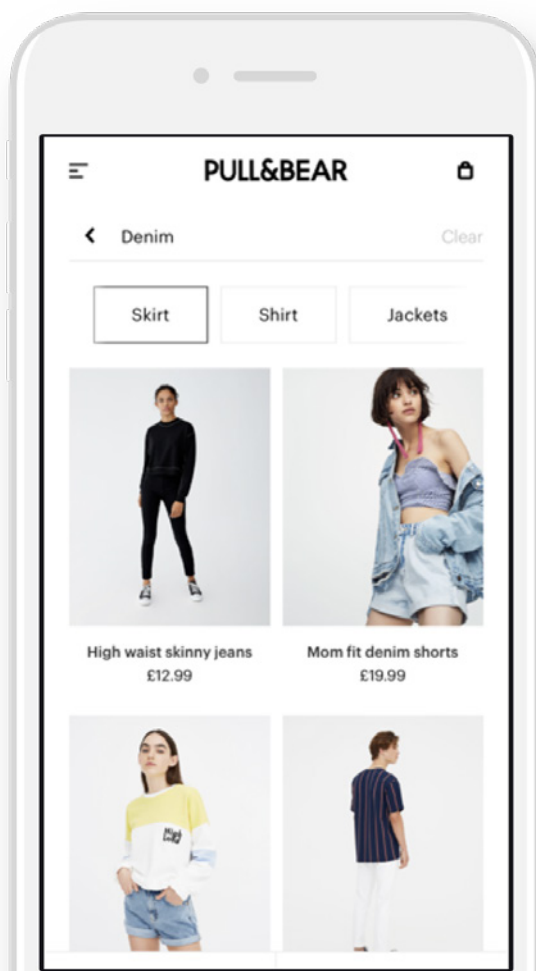 PULL&BEAR
Denim Clear
Skirt Shirt Jackets
High waist skinny jeans Mom fit denim shorts
£12.99 £19.99